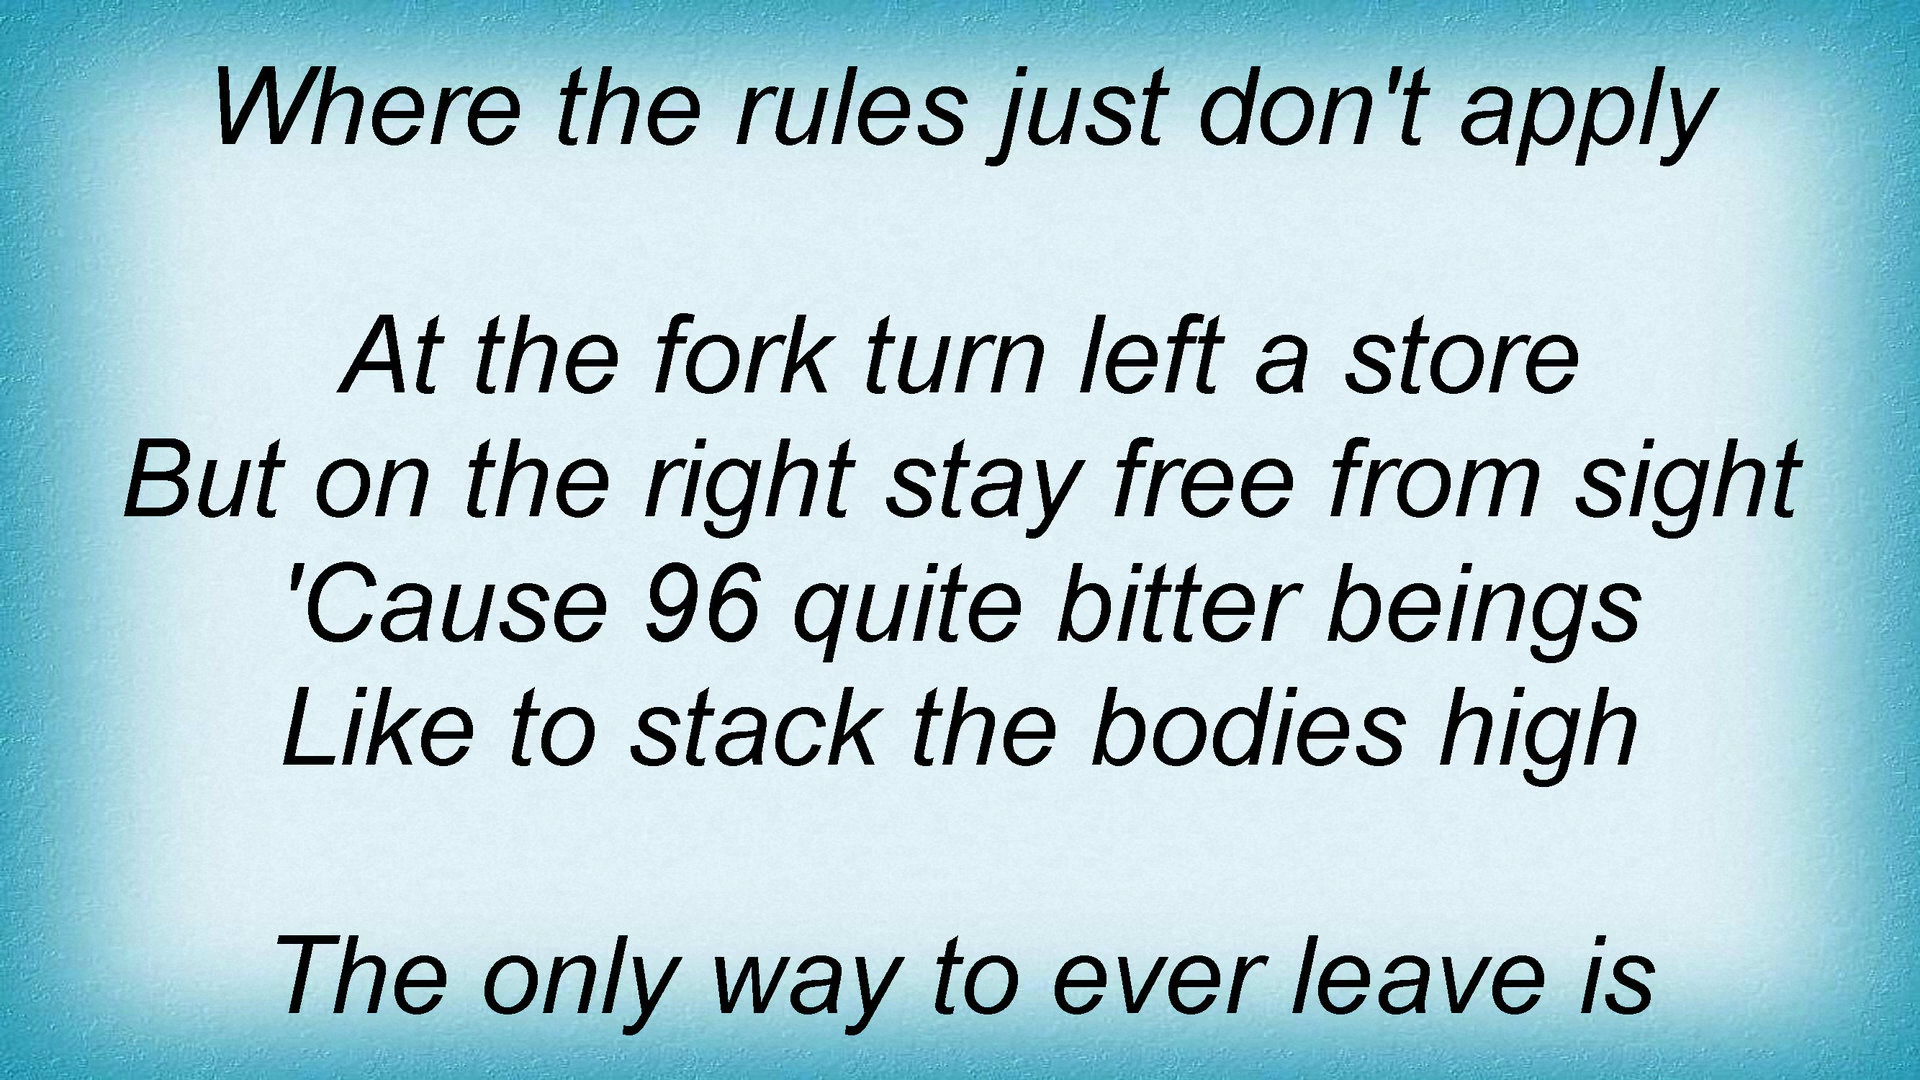 Where the rules just don't apply
At the fork turn left a store
But on the right stay free from sight
'Cause 96 quite bitter beings
Like to stack the bodies high
The only way to ever leave is